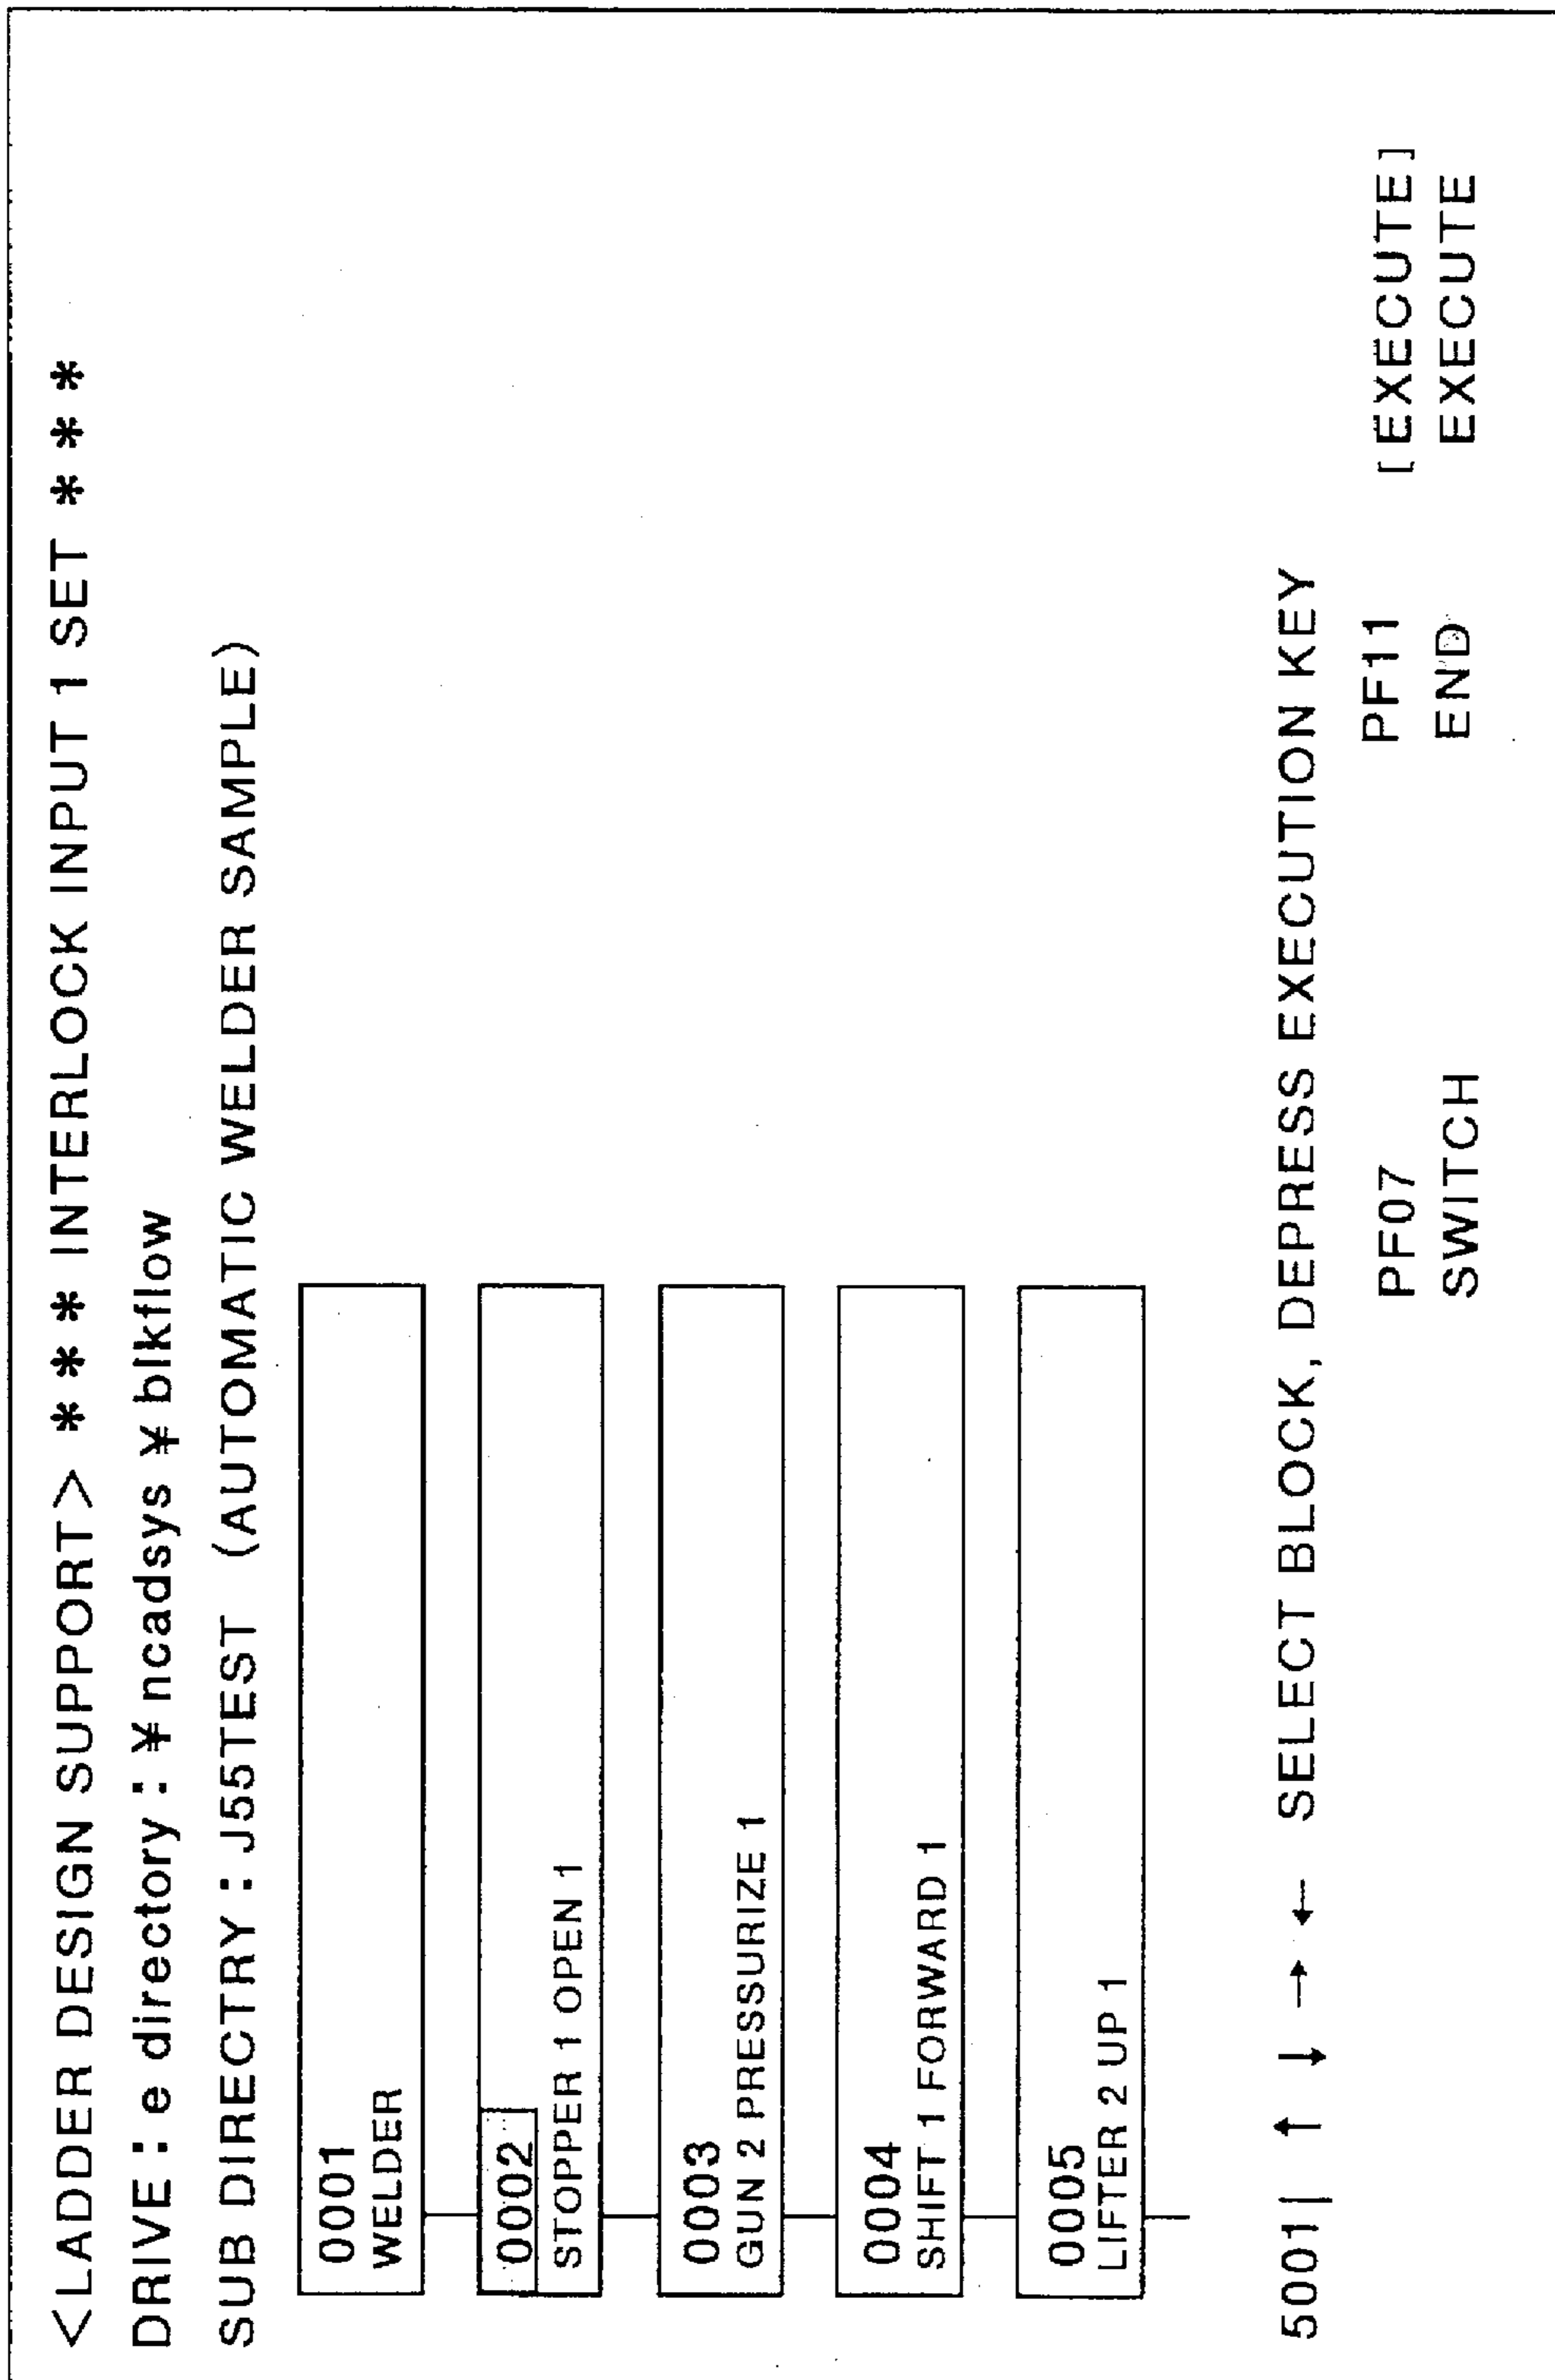 <LADDER DESIGN SUPPORT> * * * INTERLOCK INPUT 1 SET * * *
DRIVE : e directory : ¥ ncadsys ¥ blkflow
SUB DIRECTRY : J55TEST (AUTOMATIC WELDER SAMPLE)
0001
WELDER
0002
STOPPER 1 OPEN 1
0003
GUN 2 PRESSURIZE 1
0004
SHIFT 1 FORWARD 1
0005
LIFTER 2 UP 1
5001| ↑ ↓ → ← SELECT BLOCK, DEPRESS EXECUTION KEY
PF07 PF11 [EXECUTE]
SWITCH END EXECUTE